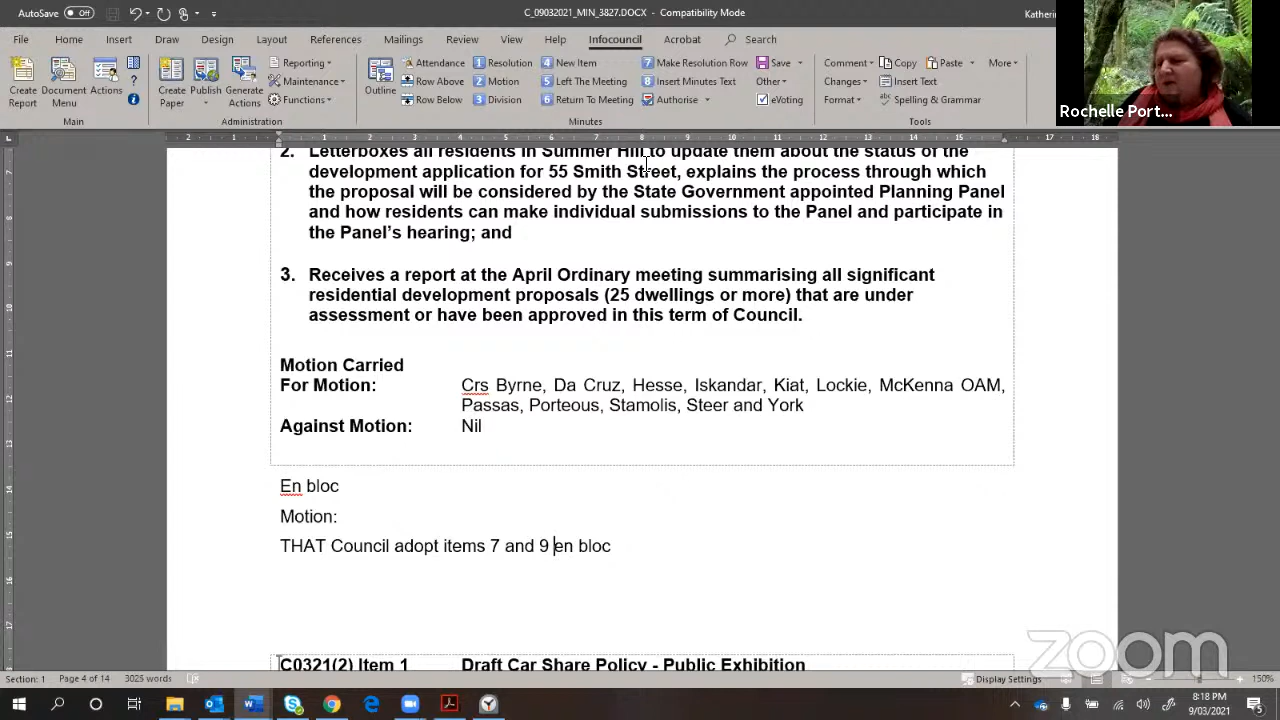 AutoSave Off
C_09032021_MIN_3827.DOCX - Compatibility Mode
Katherin
File Home Insert Draw Design Layout References Mailings Review View Help Infocouncil Acrobat Search
Create Document Document Menu Actions
Reporting
Maintenance
Functions
Main
Create Paper Publish Generate Actions
Administration
Outline
Attendance
Row Above
Row Below
1 Resolution
2 Motion
3 Division
4 New Item
5 Left The Meeting
6 Return To Meeting
7 Make Resolution Row
8 Insert Minutes Text
Authorise
Save
Other
eVoting
Minutes
Comment
Changes
Format
Copy
Paste
Insert Text
Spelling & Grammar
More
Tools
Rochelle Port...
2. Letterboxes all residents in Summer Hill to update them about the status of the
development application for 55 Smith Street, explains the process through which
the proposal will be considered by the State Government appointed Planning Panel
and how residents can make individual submissions to the Panel and participate in
the Panel's hearing; and
3. Receives a report at the April Ordinary meeting summarising all significant
residential development proposals (25 dwellings or more) that are under
assessment or have been approved in this term of Council.
Motion Carried
For Motion: Crs Byrne, Da Cruz, Hesse, Iskandar, Kiat, Lockie, McKenna OAM,
Passas, Porteous, Stamolis, Steer and York
Against Motion: Nil
En bloc
Motion:
THAT Council adopt items 7 and 9 en bloc
C0321(2) Item 1 Draft Car Share Policy - Public Exhibition
zoom
Section: 1 Page 4 of 14 3025 words Display Settings 150%
8:18 PM
9/03/2021